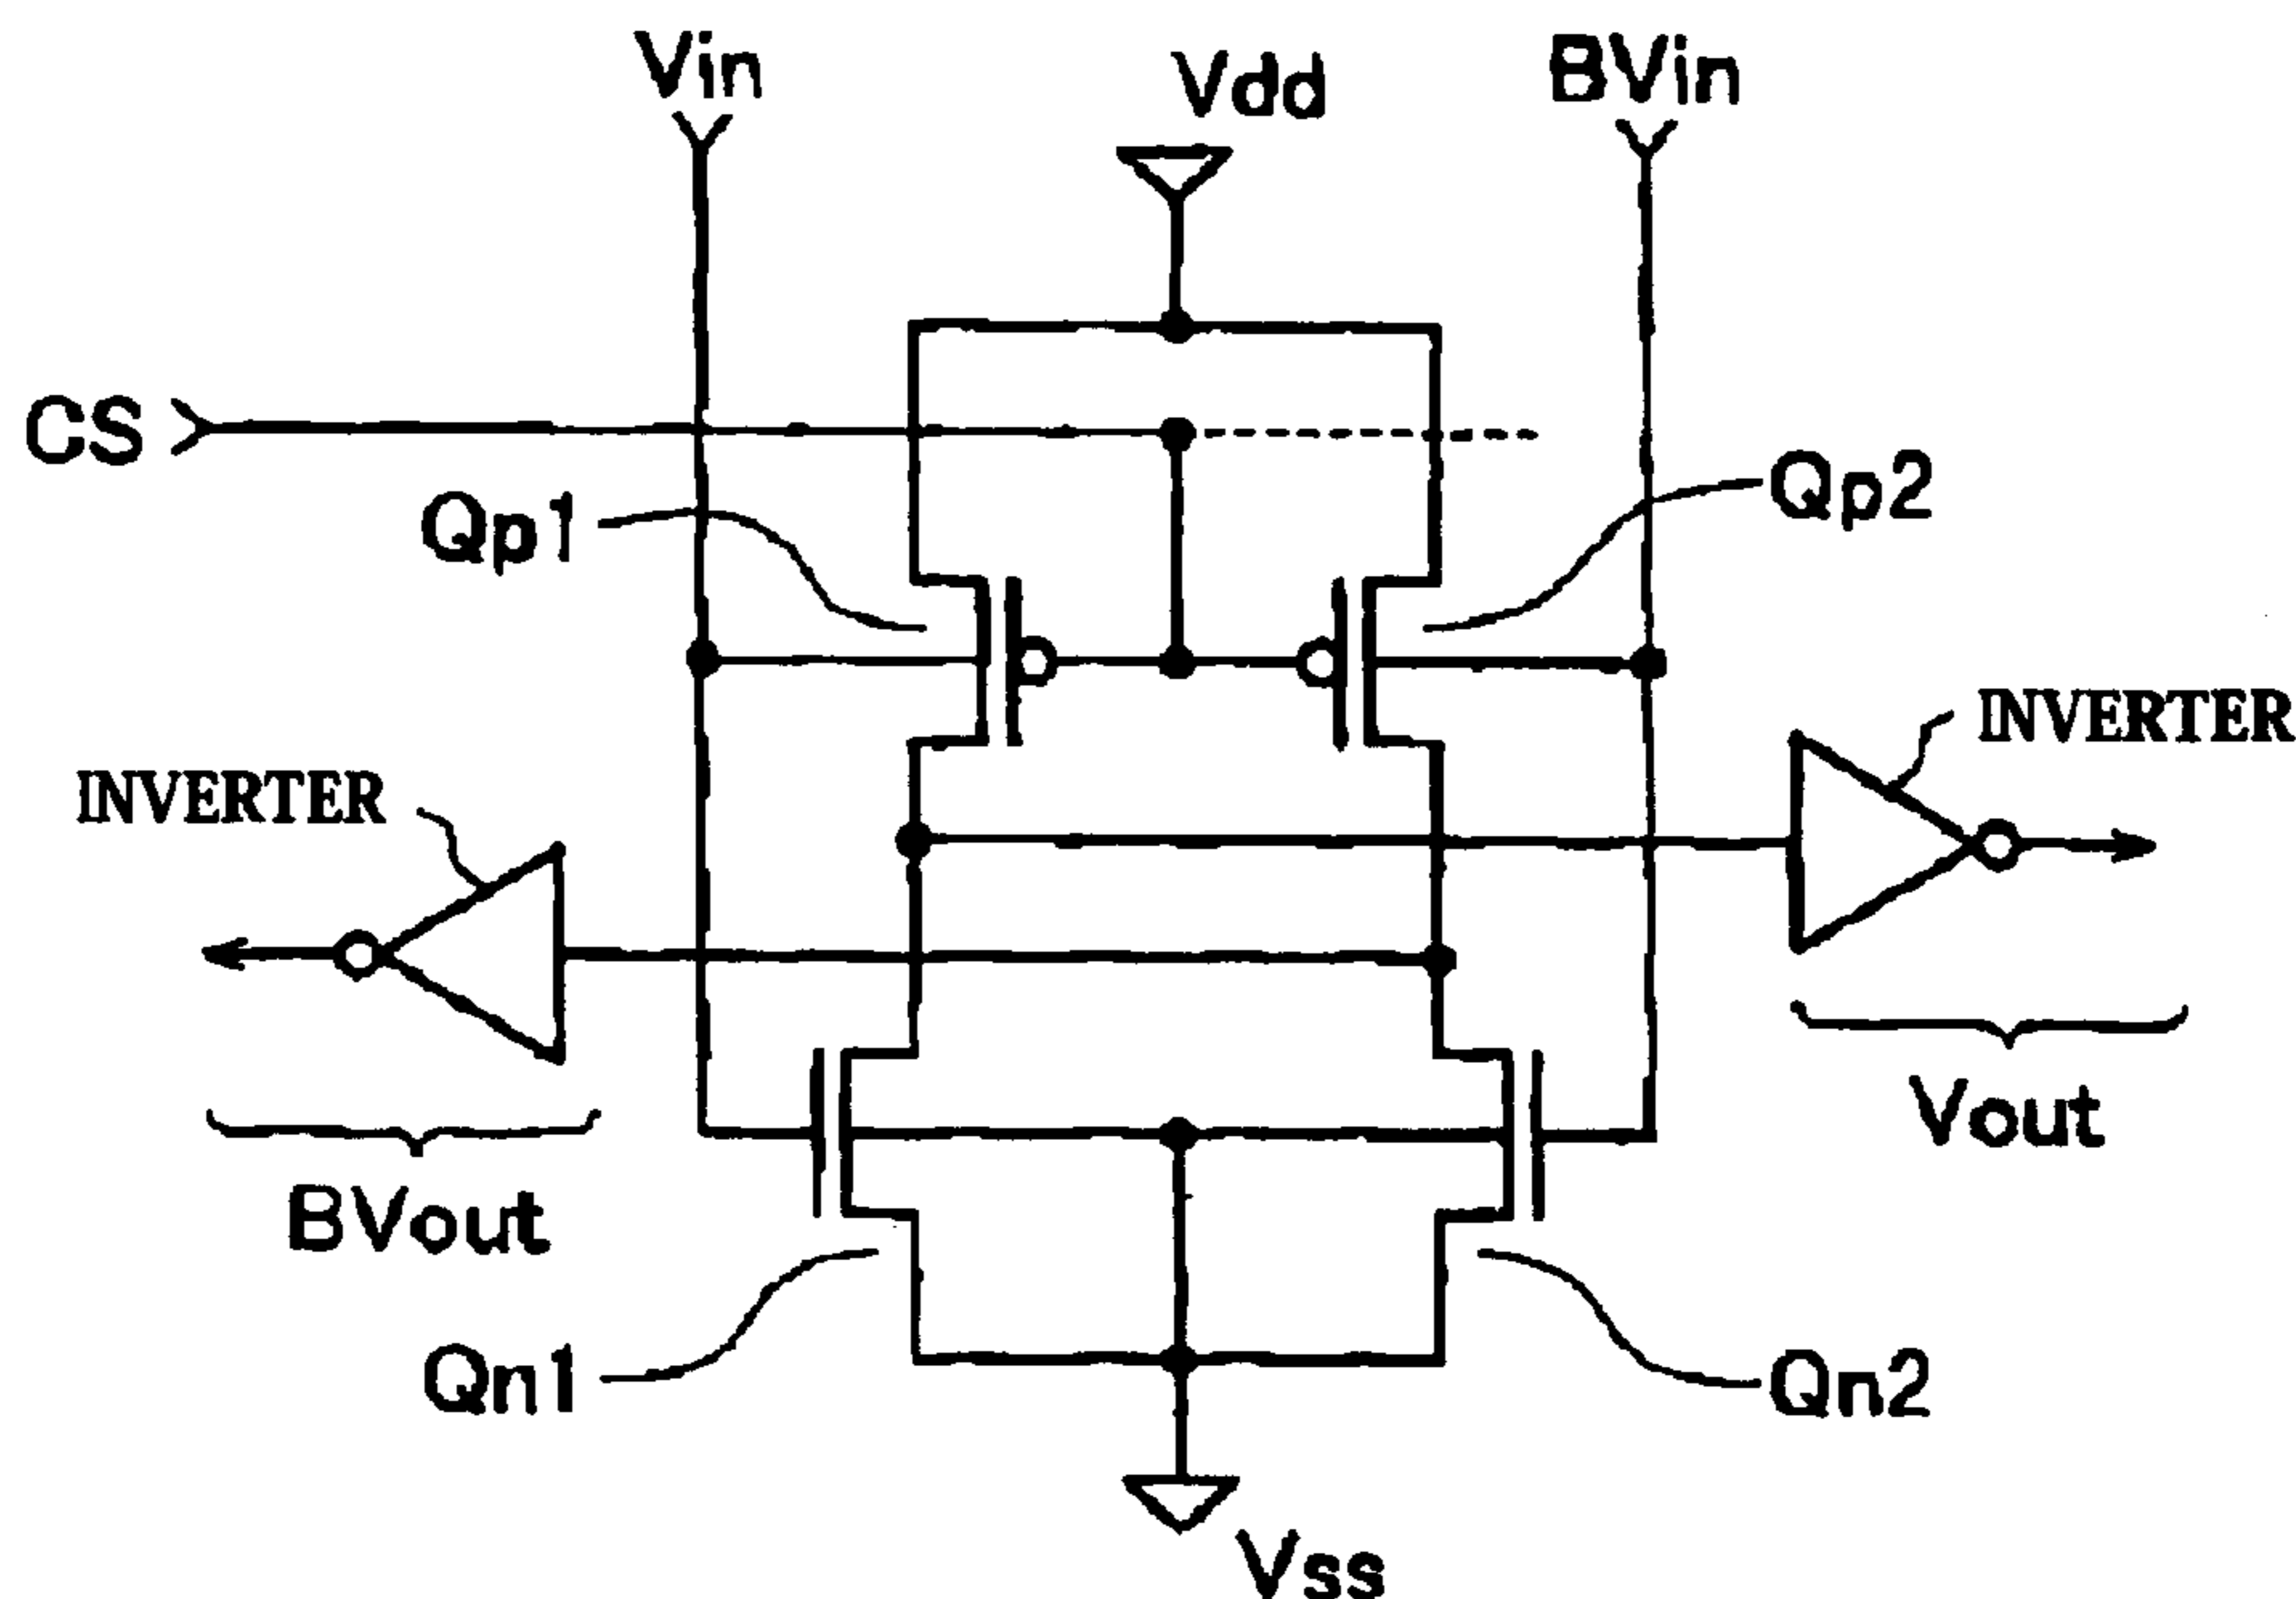 Vin
Vdd
BVin
CS
Qp1
Qp2
INVERTER
INVERTER
Vout
BVout
Qn1
Qn2
Vss